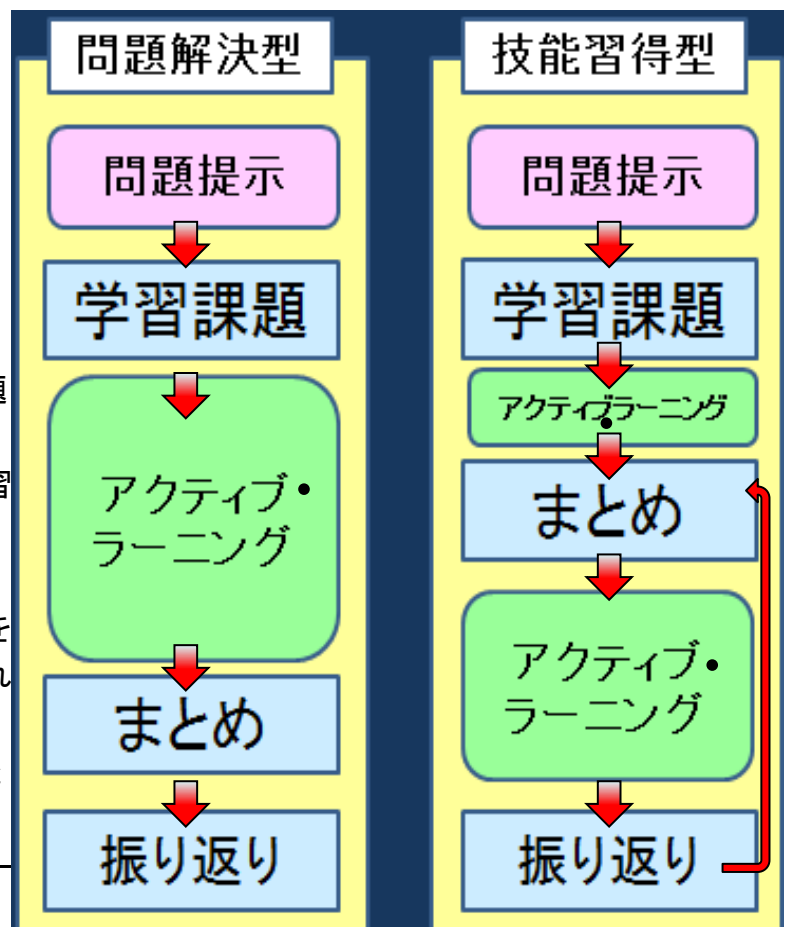 問題解決型
問題提示
学習課題
アクティブ・
ラーニング
まとめ
振り返り
技能習得型
問題提示
学習課題
アクティブラーニング
まとめ
アクティブ・
ラーニング
振り返り